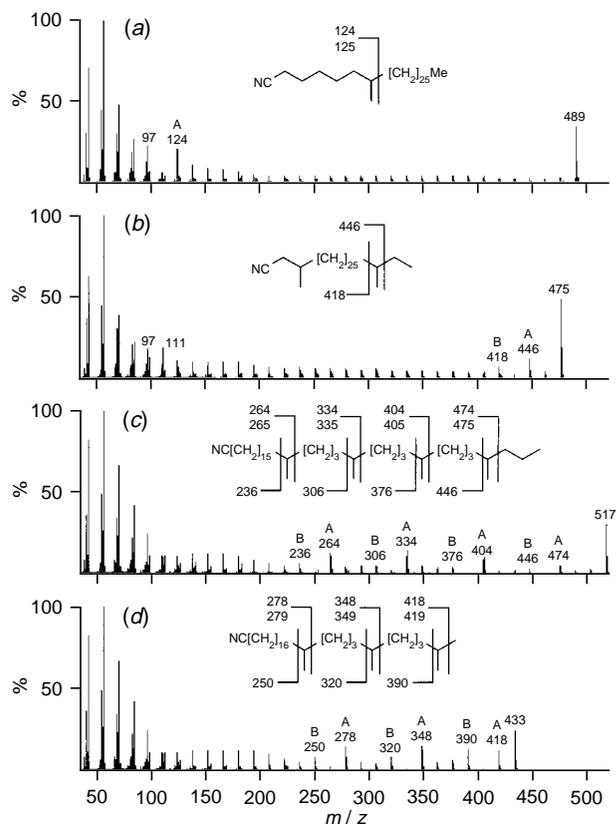 100
(a)
124
125
NC
[CH2]25Me
50
%
97
A
124
489
100
(b)
446
NC
[CH2]25
418
50
%
97
111
B
418
A
446
475
100
(c)
264
265
334
335
404
405
474
475
NC[CH2]15
[CH2]3
[CH2]3
[CH2]3
236
306
376
446
50
%
B
236
A
264
B
306
A
334
B
376
A
404
B
446
A
474
517
100
(d)
278
279
348
349
418
419
NC[CH2]16
[CH2]3
[CH2]3
250
320
390
50
%
B
250
A
278
B
320
A
348
B
390
A
418
433
50 100 150 200 250 300 350 400 450 500
m / z